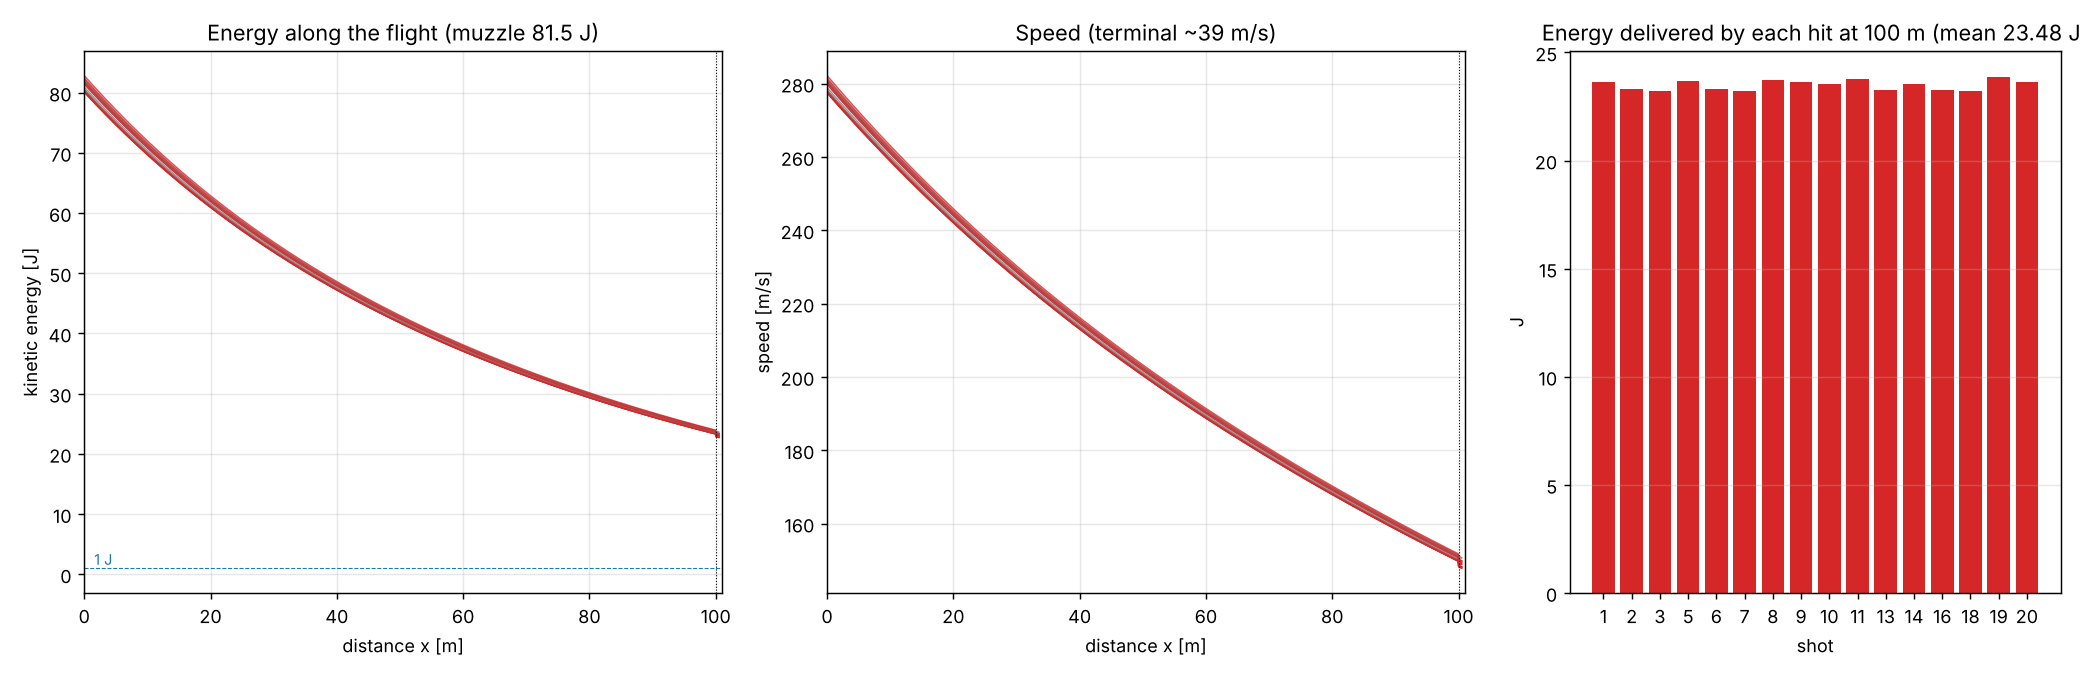 Energy along the flight (muzzle 81.5 J)
kinetic energy [J]
80
70
60
50
40
30
20
10
0
1 J
0 20 40 60 80 100
distance x [m]
Speed (terminal ~39 m/s)
speed [m/s]
280
260
240
220
200
180
160
0 20 40 60 80 100
distance x [m]
Energy delivered by each hit at 100 m (mean 23.48 J
J
25
20
15
10
5
0
1 2 3 5 6 7 8 9 10 11 13 14 16 18 19 20
shot